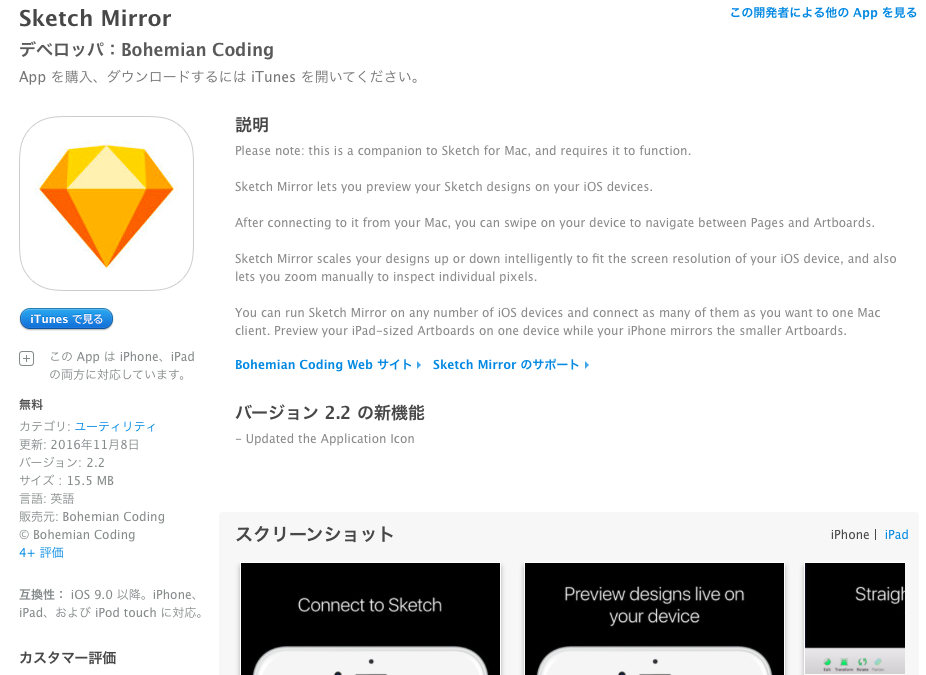 Sketch Mirror
この開発者による他の App を見る
デベロッパ：Bohemian Coding
App を購入、ダウンロードするには iTunes を開いてください。
説明
Please note: this is a companion to Sketch for Mac, and requires it to function.
Sketch Mirror lets you preview your Sketch designs on your iOS devices.
After connecting to it from your Mac, you can swipe on your device to navigate between Pages and Artboards.
Sketch Mirror scales your designs up or down intelligently to fit the screen resolution of your iOS device, and also
lets you zoom manually to inspect individual pixels.
You can run Sketch Mirror on any number of iOS devices and connect as many of them as you want to one Mac
client. Preview your iPad-sized Artboards on one device while your iPhone mirrors the smaller Artboards.
Bohemian Coding Web サイト
Sketch Mirror のサポート
バージョン 2.2 の新機能
- Updated the Application Icon
iTunes で見る
この App は iPhone、iPad
の両方に対応しています。
無料
カテゴリ: ユーティリティ
更新: 2016年11月8日
バージョン: 2.2
サイズ : 15.5 MB
言語: 英語
販売元: Bohemian Coding
© Bohemian Coding
4+ 評価
互換性： iOS 9.0 以降。iPhone、
iPad、および iPod touch に対応。
カスタマー評価
スクリーンショット
iPhone | iPad
Connect to Sketch
Preview designs live on
your device
Straigh
Edit Transform Rotate